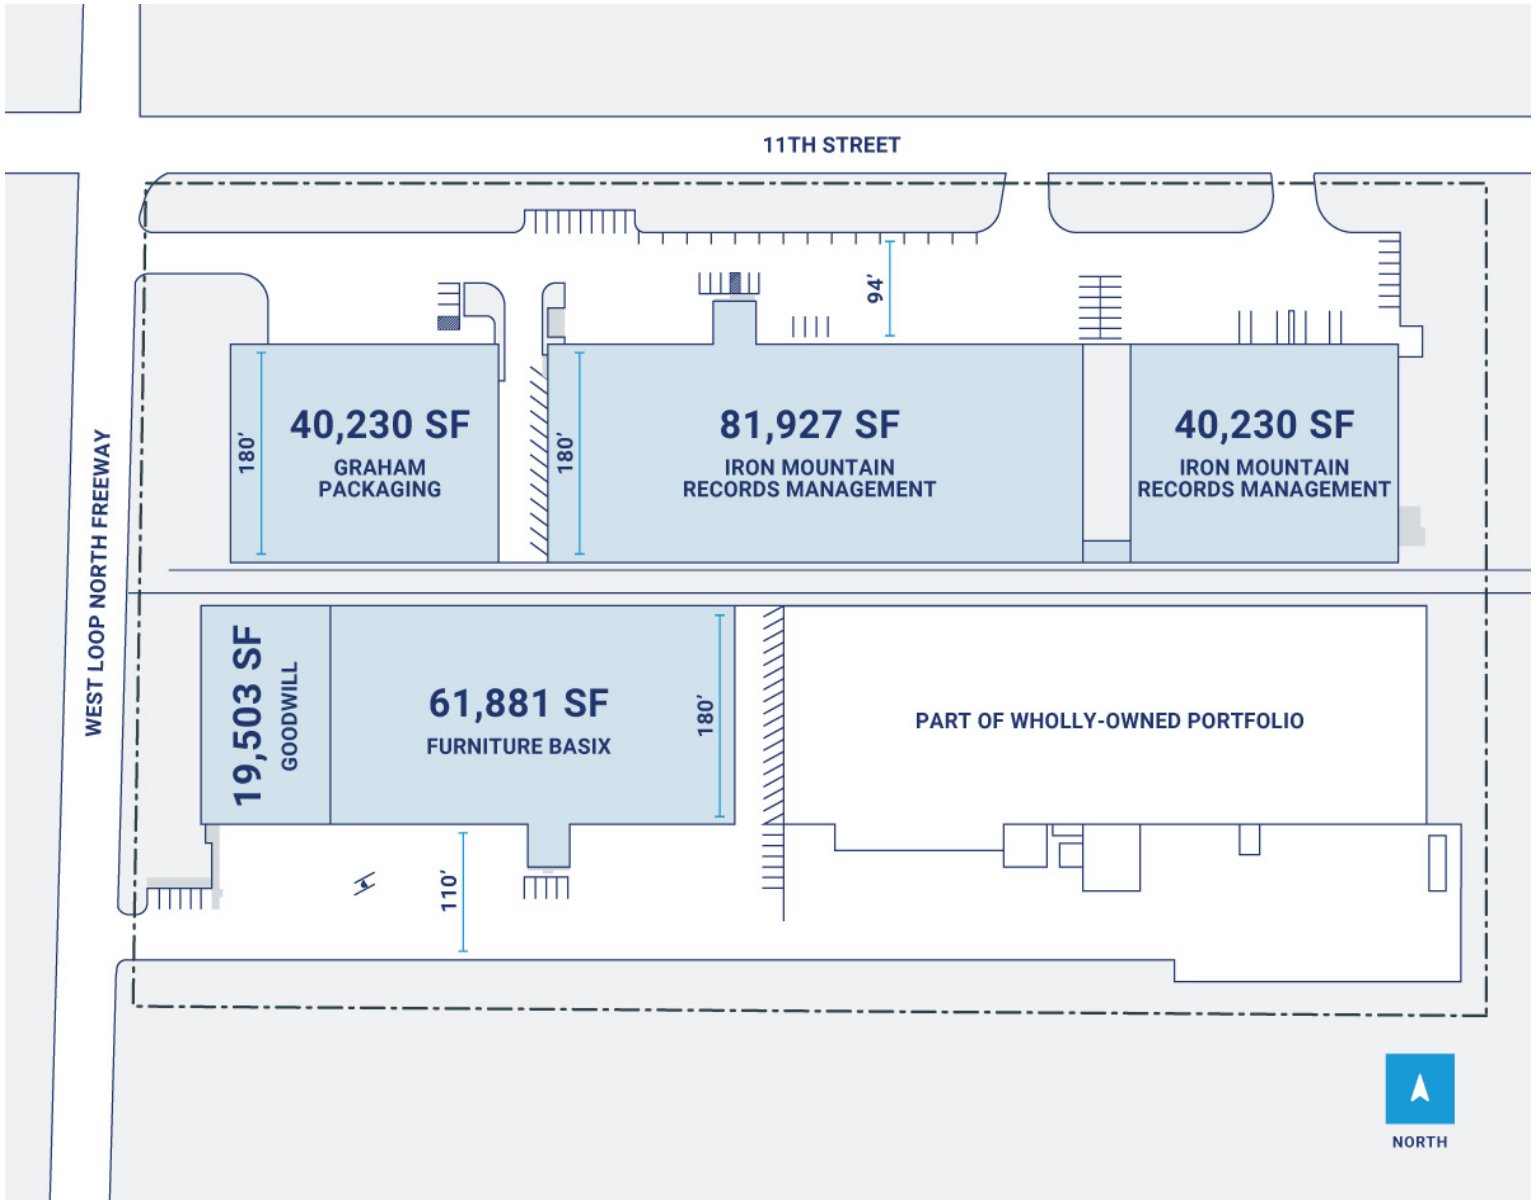 11TH STREET
94’
180’
40,230 SF
GRAHAM
PACKAGING
180’
81,927 SF
IRON MOUNTAIN
RECORDS MANAGEMENT
40,230 SF
IRON MOUNTAIN
RECORDS MANAGEMENT
WEST LOOP NORTH FREEWAY
19,503 SF
GOODWILL
61,881 SF
FURNITURE BASIX
180’
PART OF WHOLLY-OWNED PORTFOLIO
110’
NORTH